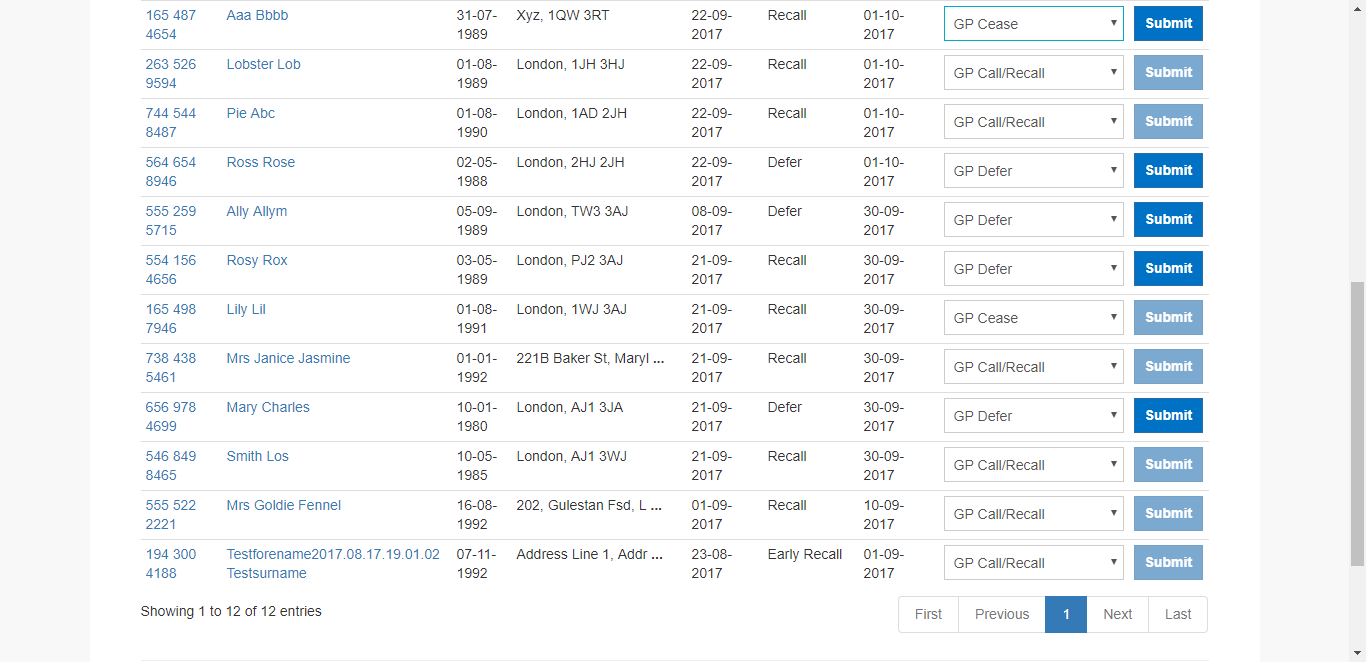 165 487 Aaa Bbbb 31-07- Xyz, 1QW 3RT 22-09- Recall 01-10- GP Cease Submit
4654 1989 2017 2017
263 526 Lobster Lob 01-08- London, 1JH 3HJ 22-09- Recall 01-10- GP Call/Recall Submit
9594 1989 2017 2017
744 544 Pie Abc 01-08- London, 1AD 2JH 22-09- Recall 01-10- GP Call/Recall Submit
8487 1990 2017 2017
564 654 Ross Rose 02-05- London, 2HJ 2JH 22-09- Defer 01-10- GP Defer Submit
8946 1988 2017 2017
555 259 Ally Allym 05-09- London, TW3 3AJ 08-09- Defer 30-09- GP Defer Submit
5715 1989 2017 2017
554 156 Rosy Rox 03-05- London, PJ2 3AJ 21-09- Recall 30-09- GP Defer Submit
4656 1989 2017 2017
165 498 Lily Lil 01-08- London, 1WJ 3AJ 21-09- Recall 30-09- GP Cease Submit
7946 1991 2017 2017
738 438 Mrs Janice Jasmine 01-01- 221B Baker St, Maryl ... 21-09- Recall 30-09- GP Call/Recall Submit
5461 1992 2017 2017
656 978 Mary Charles 10-01- London, AJ1 3JA 21-09- Defer 30-09- GP Defer Submit
4699 1980 2017 2017
546 849 Smith Los 10-05- London, AJ1 3WJ 21-09- Recall 30-09- GP Call/Recall Submit
8465 1985 2017 2017
555 522 Mrs Goldie Fennel 16-08- 202, Gulestan Fsd, L ... 01-09- Recall 10-09- GP Call/Recall Submit
2221 1992 2017 2017
194 300 Testforename2017.08.17.19.01.02 07-11- Address Line 1, Addr ... 23-08- Early Recall 01-09- GP Call/Recall Submit
4188 Testsurname 1992 2017 2017
Showing 1 to 12 of 12 entries First Previous 1 Next Last